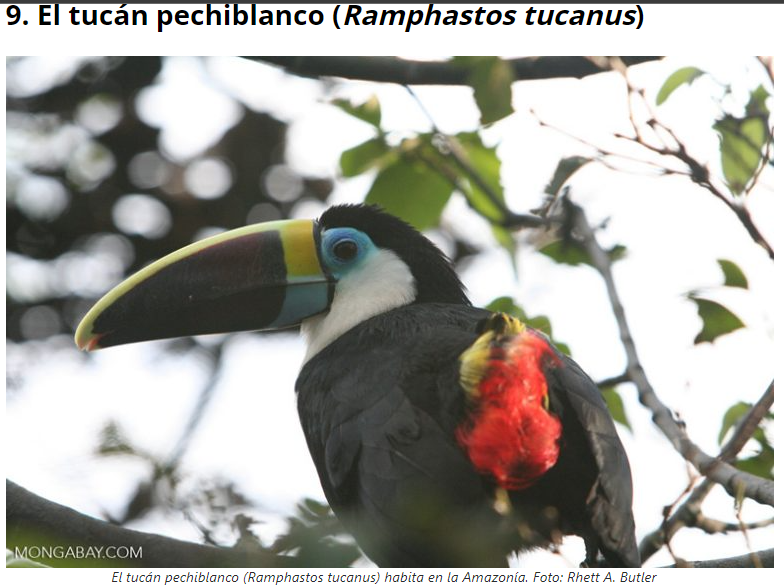 9. El tucán pechiblanco (Ramphastos tucanus)
MONGABAY.COM
El tucán pechiblanco (Ramphastos tucanus) habita en la Amazonía. Foto: Rhett A. Butler